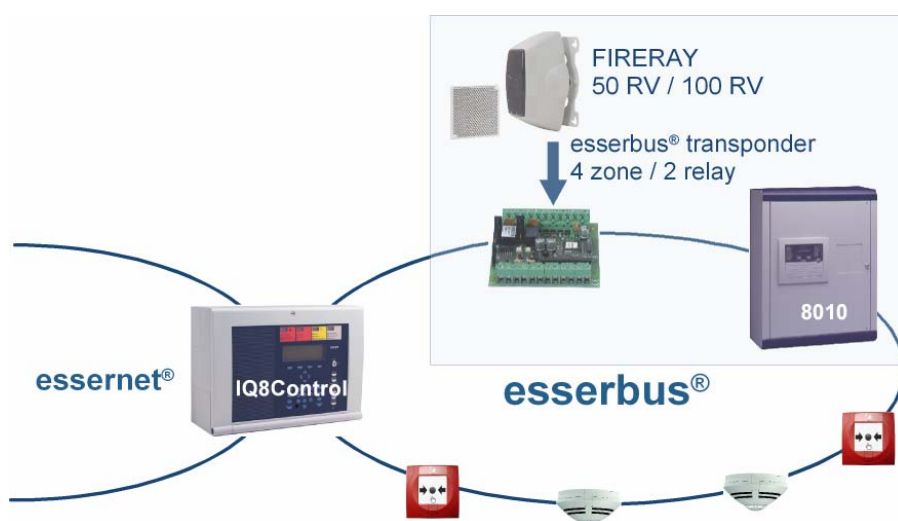 FIRERAY
50 RV / 100 RV
esserbus® transponder
4 zone / 2 relay
8010
essernet®
IQ8Control
esserbus®